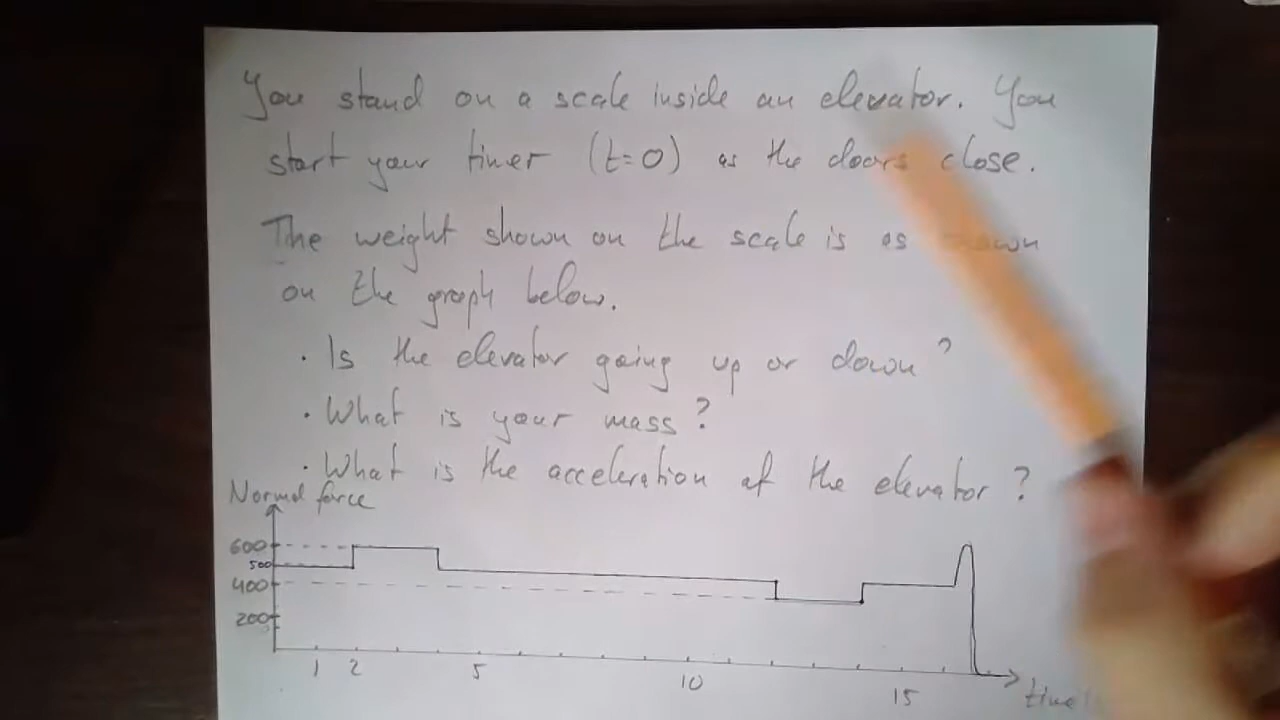 You stand on a scale inside an elevator. You
start your timer (t=0) as the doors close.
The weight shown on the scale is as
on the graph below.
. Is the elevator going up or down?
. What is your mass?
. What is the acceleration of the elevator?
Normal force
600
500
400
200
1 2 5 10 15
time